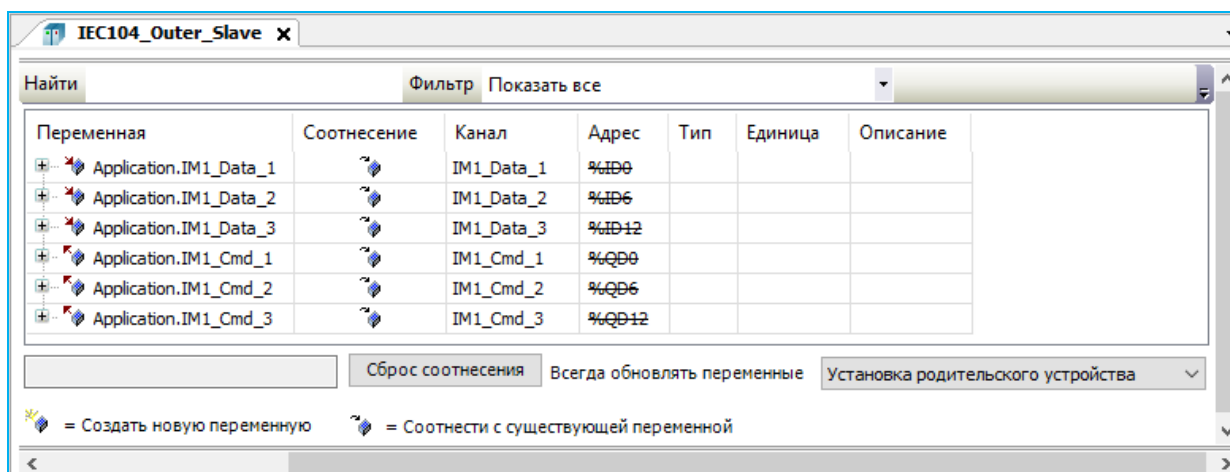 IEC104_Outer_Slave X
Найти Фильтр Показать все
Переменная Соотнесение Канал Адрес Тип Единица Описание
Application.IM1_Data_1 IM1_Data_1 %ID0
Application.IM1_Data_2 IM1_Data_2 %ID6
Application.IM1_Data_3 IM1_Data_3 %ID12
Application.IM1_Cmd_1 IM1_Cmd_1 %QD0
Application.IM1_Cmd_2 IM1_Cmd_2 %QD6
Application.IM1_Cmd_3 IM1_Cmd_3 %QD12
Сброс соотнесения Всегда обновлять переменные Установка родительского устройства
= Создать новую переменную = Соотнести с существующей переменной